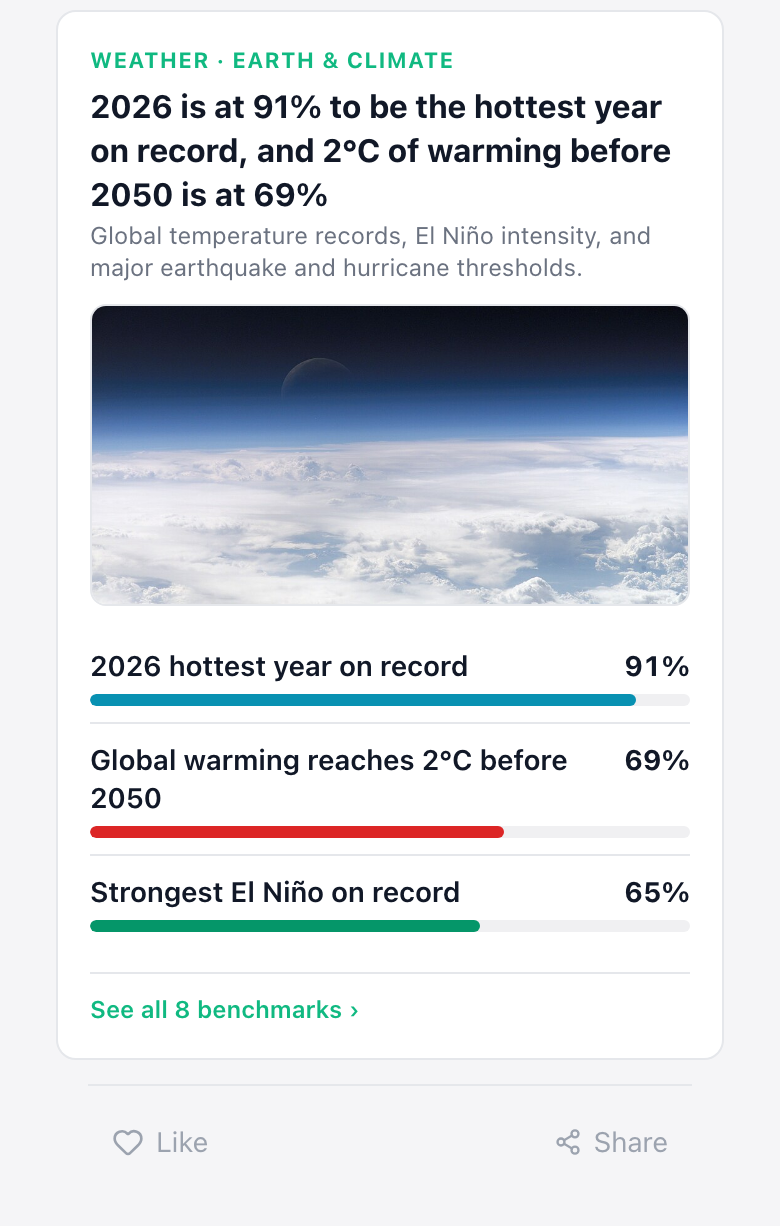 WEATHER · EARTH & CLIMATE
2026 is at 91% to be the hottest year
on record, and 2°C of warming before
2050 is at 69%
Global temperature records, El Niño intensity, and
major earthquake and hurricane thresholds.
2026 hottest year on record 91%
Global warming reaches 2°C before 69%
2050
Strongest El Niño on record 65%
See all 8 benchmarks ›
Like Share